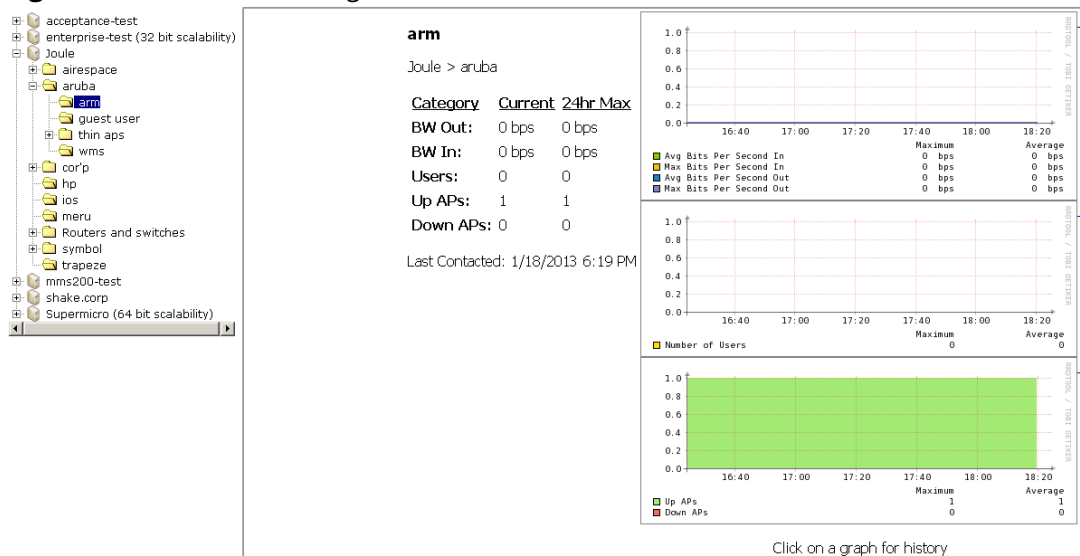 acceptance-test
enterprise-test (32 bit scalability)
Joule
airespace
aruba
arm
guest user
thin aps
wms
cor'p
hp
ios
meru
Routers and switches
symbol
trapeze
mms200-test
shake.corp
Supermicro (64 bit scalability)
arm
Joule > aruba
Category Current 24hr Max
BW Out: 0 bps 0 bps
BW In: 0 bps 0 bps
Users: 0 0
Up APs: 1 1
Down APs: 0 0
Last Contacted: 1/18/2013 6:19 PM
1.0
0.8
0.6
0.4
0.2
0.0
16:40 17:00 17:20 17:40 18:00 18:20
Maximum Average
Avg Bits Per Second In 0 bps 0 bps
Max Bits Per Second In 0 bps 0 bps
Avg Bits Per Second Out 0 bps 0 bps
Max Bits Per Second Out 0 bps 0 bps
RRDTOOL / TOBI OETIKER
1.0
0.8
0.6
0.4
0.2
0.0
16:40 17:00 17:20 17:40 18:00 18:20
Maximum Average
Number of Users 0 0
RRDTOOL / TOBI OETIKER
1.0
0.8
0.6
0.4
0.2
0.0
16:40 17:00 17:20 17:40 18:00 18:20
Maximum Average
Up APs 1 1
Down APs 0 0
RRDTOOL / TOBI OETIKER
Click on a graph for history